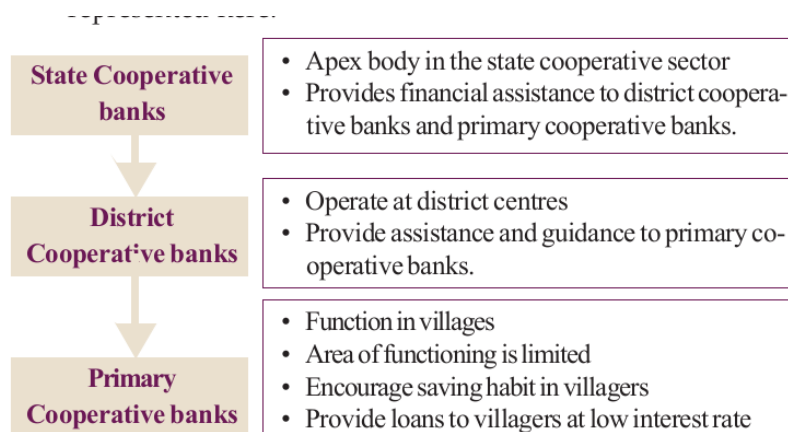 State Cooperative
banks
• Apex body in the state cooperative sector
• Provides financial assistance to district coopera-
tive banks and primary cooperative banks.
District
Cooperative banks
• Operate at district centres
• Provide assistance and guidance to primary co-
operative banks.
Primary
Cooperative banks
• Function in villages
• Area of functioning is limited
• Encourage saving habit in villagers
• Provide loans to villagers at low interest rate